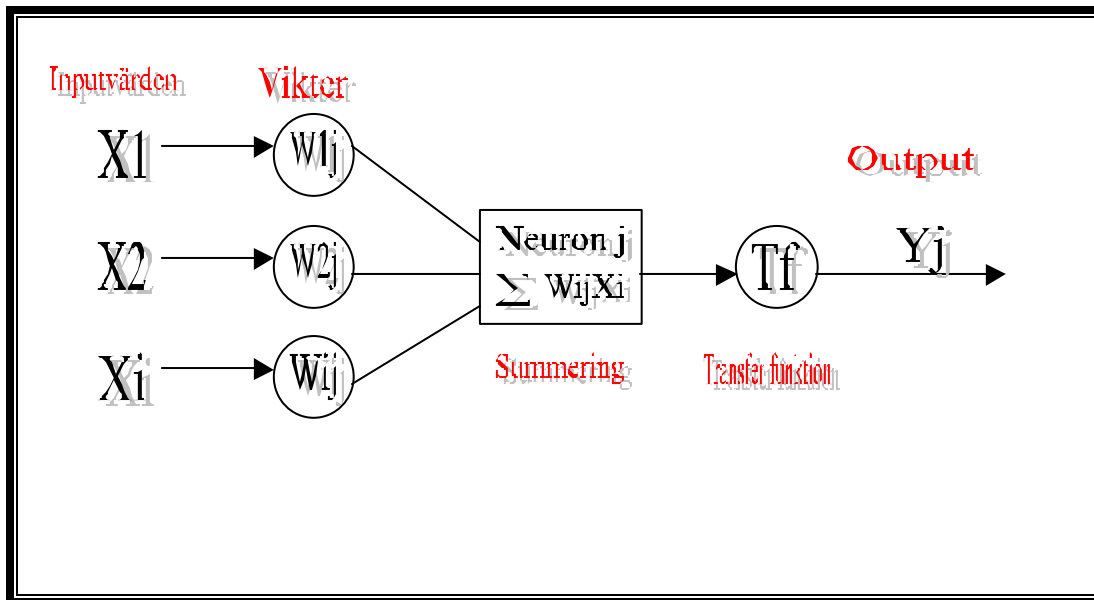 Inputvärden
Vikter
X1
W1j
Output
X2
W2j
Neuron j
∑ WijXi
Tf
Yj
Xi
Wij
Summering
Transfer funktion